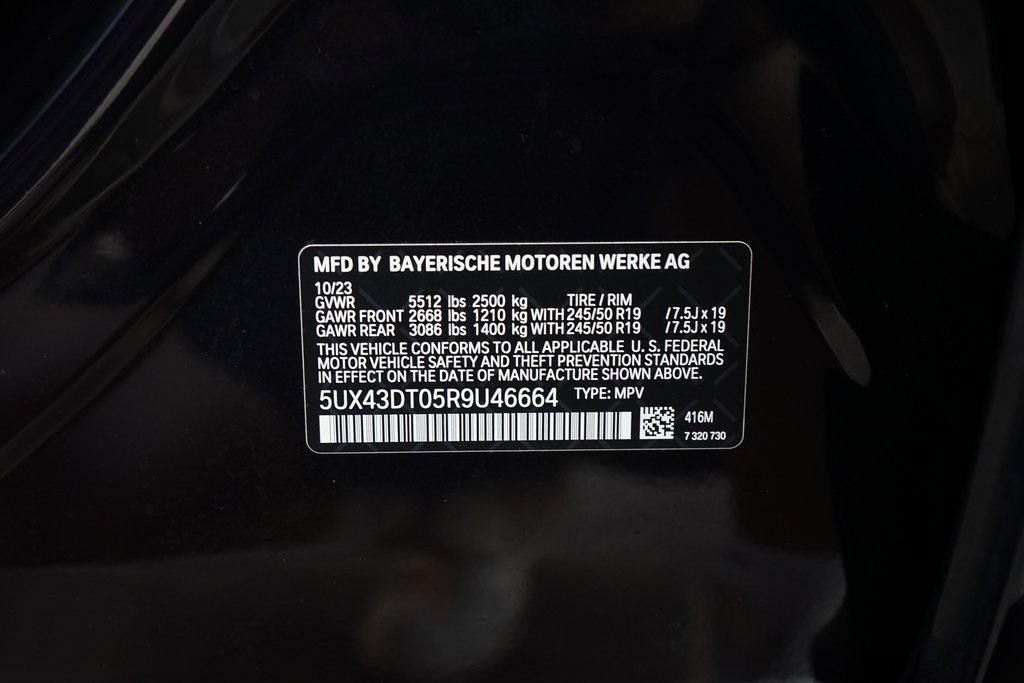 MFD BY BAYERISCHE MOTOREN WERKE AG
10/23
GVWR 5512 lbs 2500 kg TIRE / RIM
GAWR FRONT 2668 lbs 1210 kg WITH 245/50 R19 /7.5J x 19
GAWR REAR 3086 lbs 1400 kg WITH 245/50 R19 /7.5J x 19
THIS VEHICLE CONFORMS TO ALL APPLICABLE U. S. FEDERAL
MOTOR VEHICLE SAFETY AND THEFT PREVENTION STANDARDS
IN EFFECT ON THE DATE OF MANUFACTURE SHOWN ABOVE.
5UX43DT05R9U46664 TYPE: MPV
416M
7 320 730